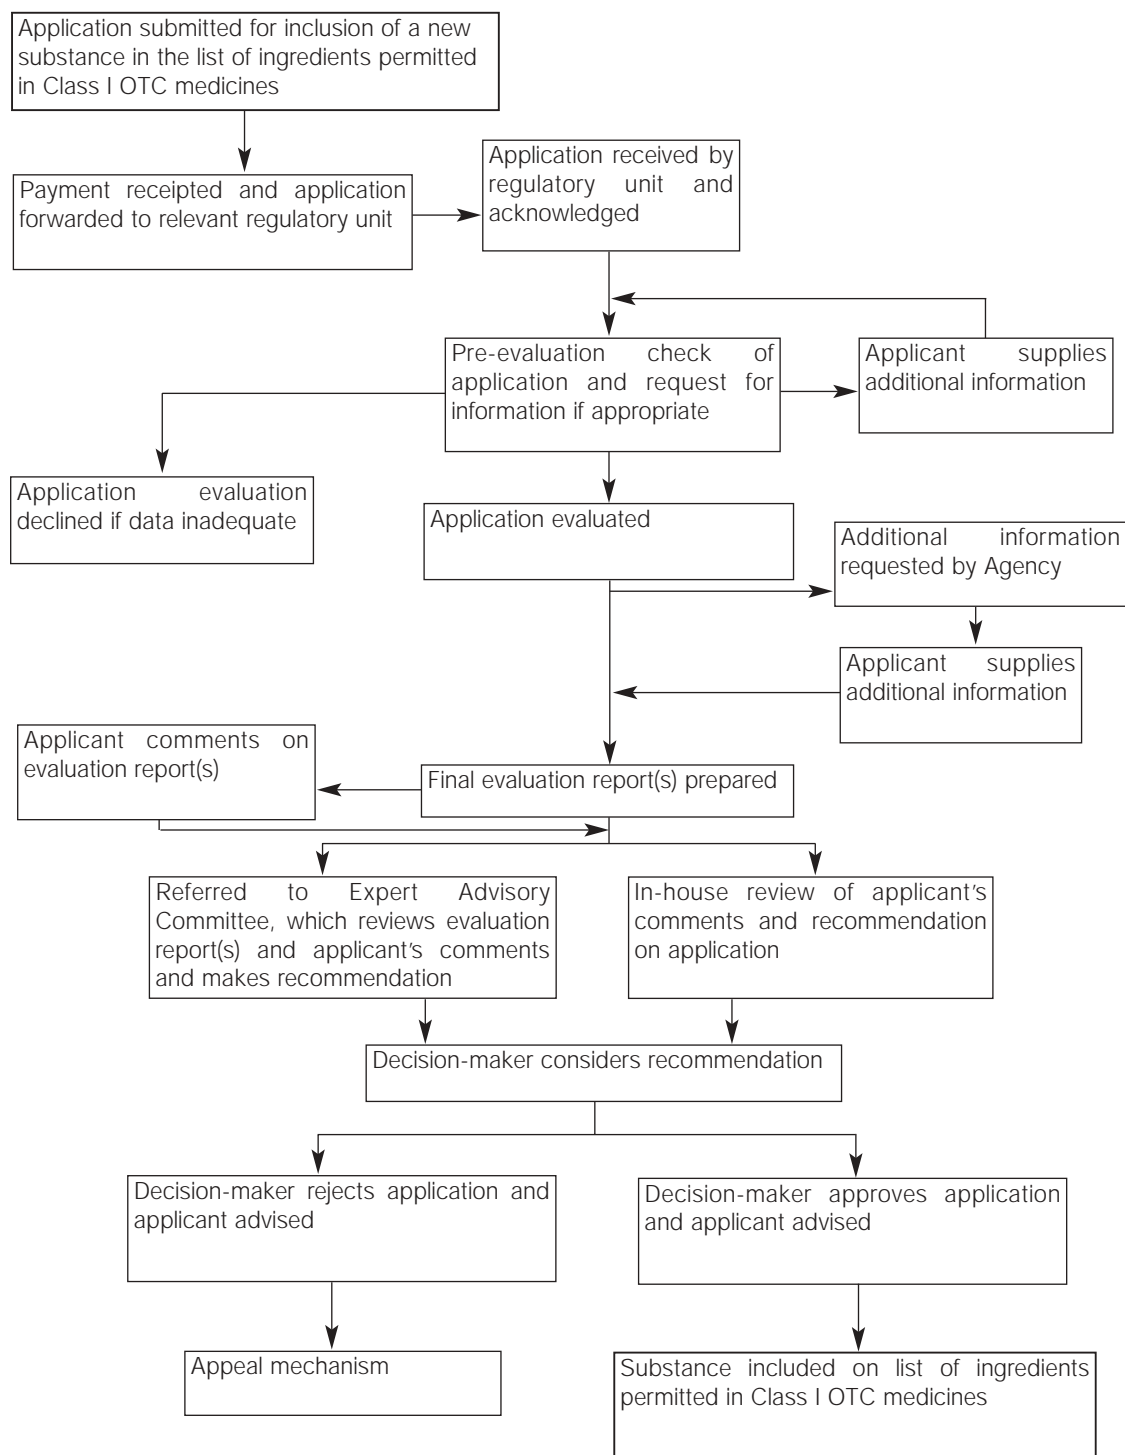 Application submitted for inclusion of a new
substance in the list of ingredients permitted
in Class I OTC medicines
Payment receipted and application
forwarded to relevant regulatory unit
Application received by
regulatory unit and
acknowledged
Pre-evaluation check of
application and request for
information if appropriate
Applicant supplies
additional information
Application evaluation
declined if data inadequate
Application evaluated
Additional information
requested by Agency
Applicant supplies
additional information
Applicant comments on
evaluation report(s)
Final evaluation report(s) prepared
Referred to Expert Advisory
Committee, which reviews evaluation
report(s) and applicant's comments
and makes recommendation
In-house review of applicant's
comments and recommendation
on application
Decision-maker considers recommendation
Decision-maker rejects application and
applicant advised
Decision-maker approves application
and applicant advised
Appeal mechanism
Substance included on list of ingredients
permitted in Class I OTC medicines